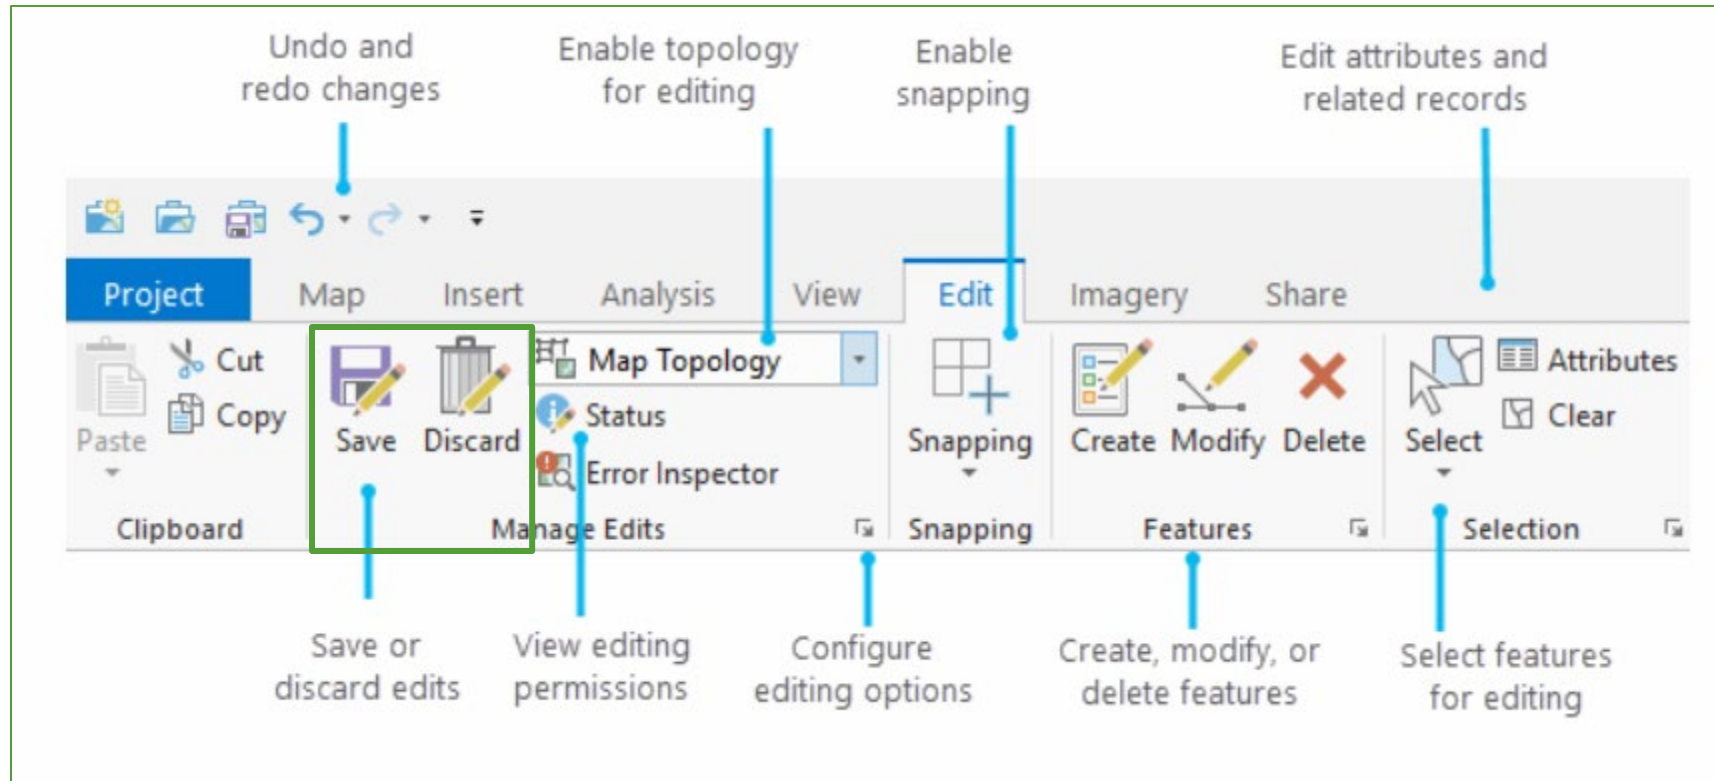 Undo and
redo changes
Enable topology
for editing
Enable
snapping
Edit attributes and
related records
Project Map Insert Analysis View Edit Imagery Share
Paste
Cut
Copy
Clipboard
Save Discard
Map Topology
Status
Error Inspector
Manage Edits
Snapping
Snapping
Create Modify Delete
Features
Select
Attributes
Clear
Selection
Save or
discard edits
View editing
permissions
Configure
editing options
Create, modify, or
delete features
Select features
for editing